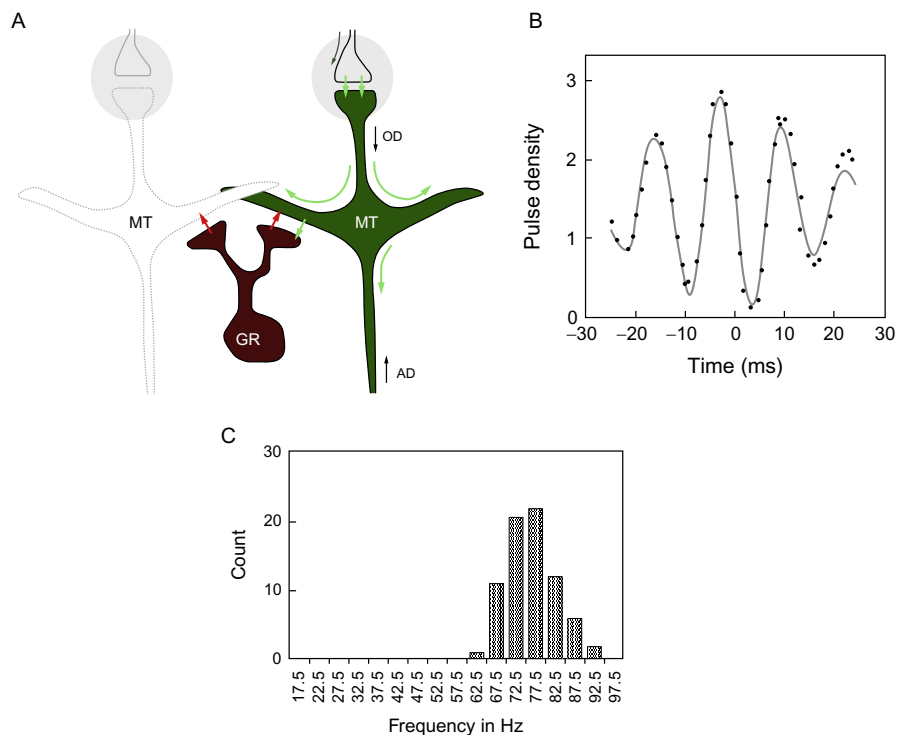 A
OD
MT
MT
GR
AD
B
3
2
1
0
Pulse density
−30 −20 −10 0 10 20 30
Time (ms)
C
30
20
10
0
Count
17.5 22.5 27.5 32.5 37.5 42.5 47.5 52.5 57.5 62.5 67.5 72.5 77.5 82.5 87.5 92.5 97.5
Frequency in Hz